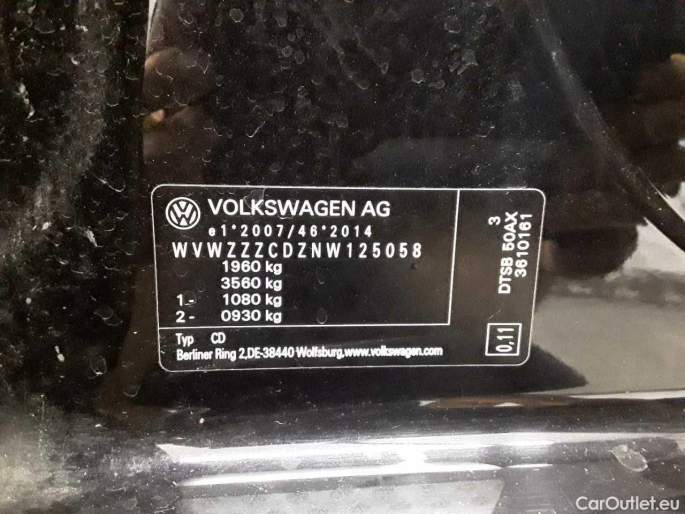 VOLKSWAGEN AG
e1*2007/46*2014
WVWZZZCDZNW125058
1960 kg
3560 kg
1 - 1080 kg
2 - 0930 kg
Typ CD
Berliner Ring 2,DE-38440 Wolfsburg,www.volkswagen.com
3
DTSB 50AX
3610161
0,11
CarOutlet.eu